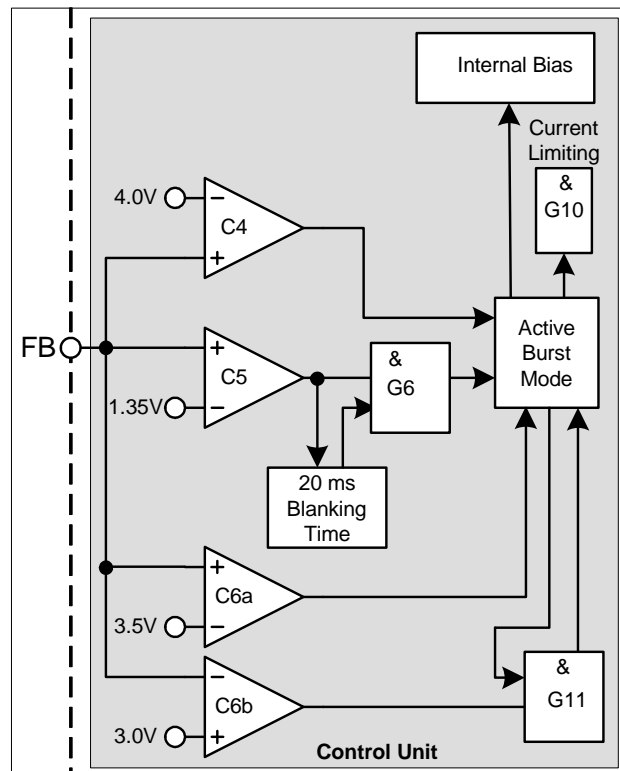 Internal Bias
Current
Limiting
&
G10
4.0V
−
+
C4
FB
+
−
C5
1.35V
&
G6
Active
Burst
Mode
20 ms
Blanking
Time
+
−
C6a
3.5V
−
+
C6b
3.0V
&
G11
Control Unit